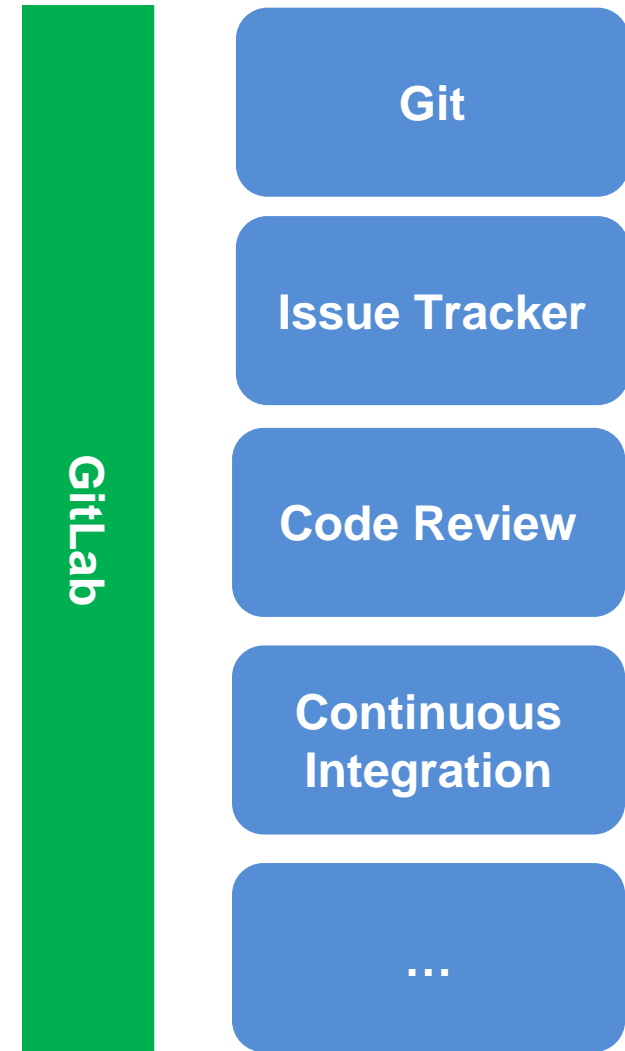 GitLab
Git
Issue Tracker
Code Review
Continuous
Integration
…